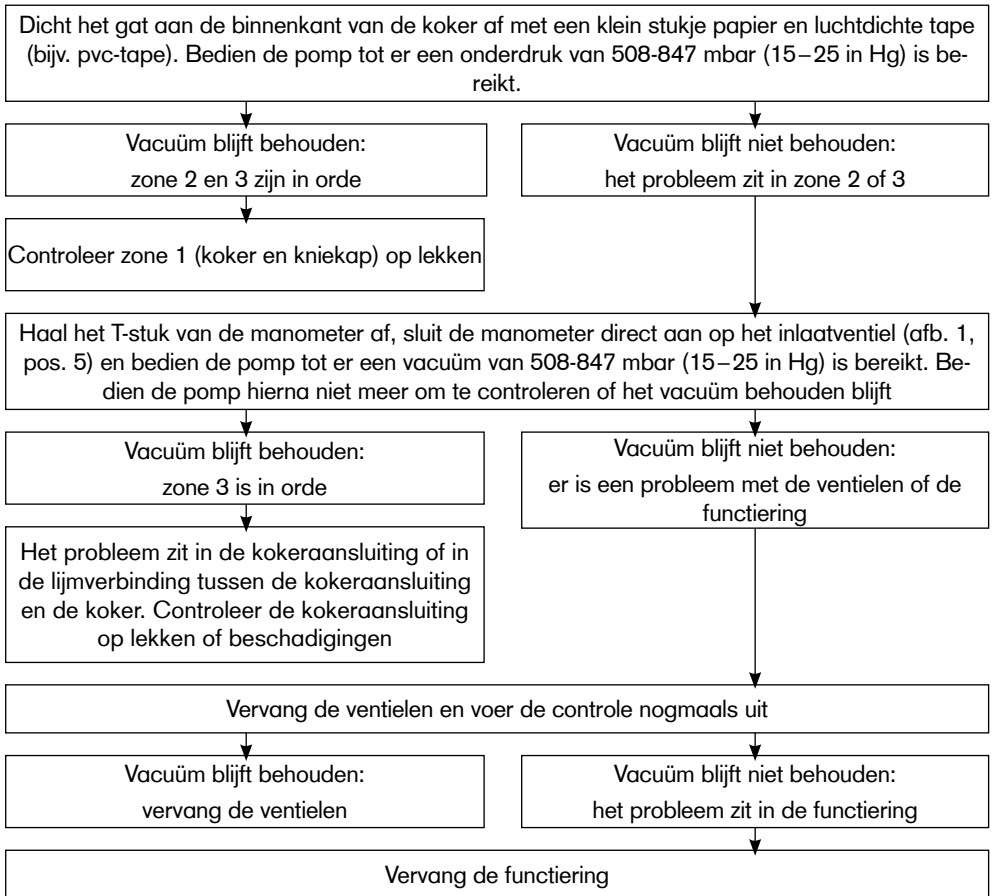 Dicht het gat aan de binnenkant van de koker af met een klein stukje papier en luchtdichte tape
(bijv. pvc-tape). Bedien de pomp tot er een onderdruk van 508-847 mbar (15–25 in Hg) is be-
reikt.
Vacuüm blijft behouden:
zone 2 en 3 zijn in orde
Vacuüm blijft niet behouden:
het probleem zit in zone 2 of 3
Controleer zone 1 (koker en kniekap) op lekken
Haal het T-stuk van de manometer af, sluit de manometer direct aan op het inlaatventiel (afb. 1,
pos. 5) en bedien de pomp tot er een vacuüm van 508-847 mbar (15–25 in Hg) is bereikt. Be-
dien de pomp hierna niet meer om te controleren of het vacuüm behouden blijft
Vacuüm blijft behouden:
zone 3 is in orde
Vacuüm blijft niet behouden:
er is een probleem met de ventielen of de
functiering
Het probleem zit in de kokeraansluiting of in
de lijmverbinding tussen de kokeraansluiting
en de koker. Controleer de kokeraansluiting
op lekken of beschadigingen
Vervang de ventielen en voer de controle nogmaals uit
Vacuüm blijft behouden:
vervang de ventielen
Vacuüm blijft niet behouden:
het probleem zit in de functiering
Vervang de functiering